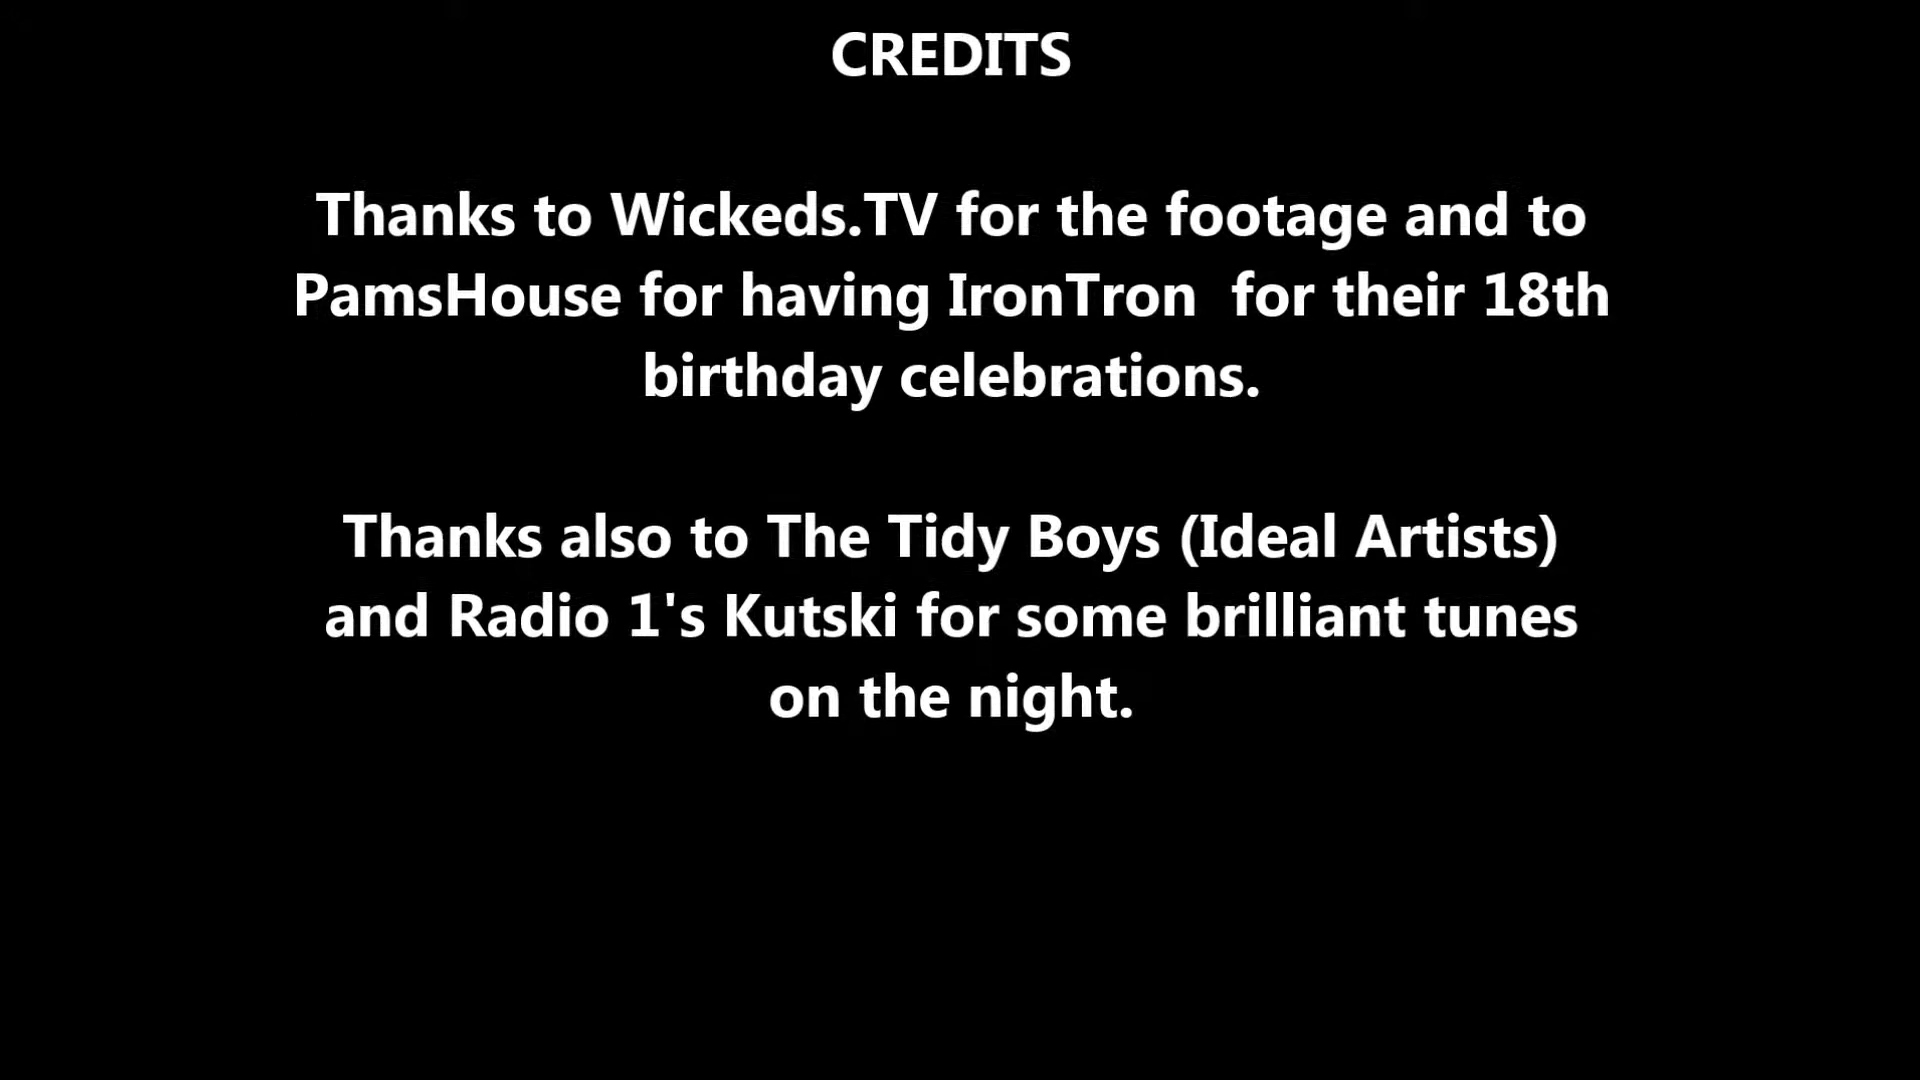 CREDITS
Thanks to Wickeds.TV for the footage and to
PamsHouse for having IronTron  for their 18th
birthday celebrations.
Thanks also to The Tidy Boys (Ideal Artists)
and Radio 1's Kutski for some brilliant tunes
on the night.